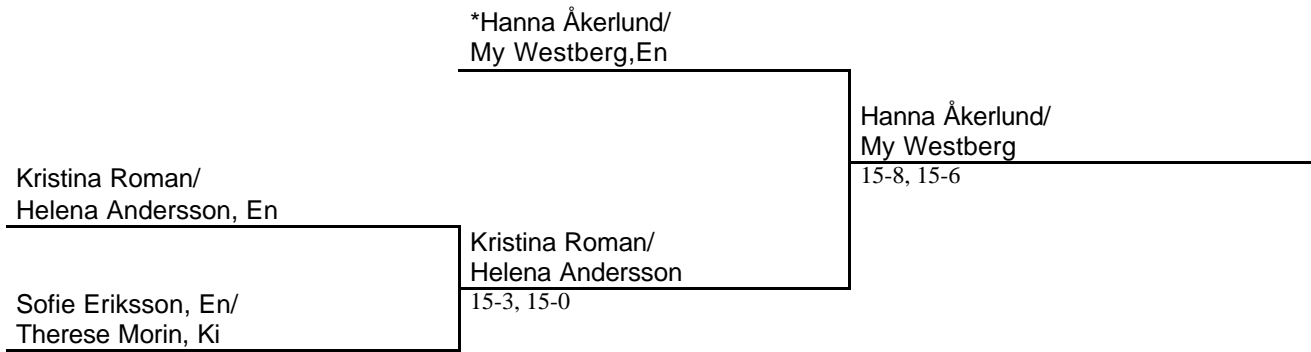 *Hanna Åkerlund/
My Westberg,En
Hanna Åkerlund/
My Westberg
15-8, 15-6
Kristina Roman/
Helena Andersson, En
Kristina Roman/
Helena Andersson
15-3, 15-0
Sofie Eriksson, En/
Therese Morin, Ki